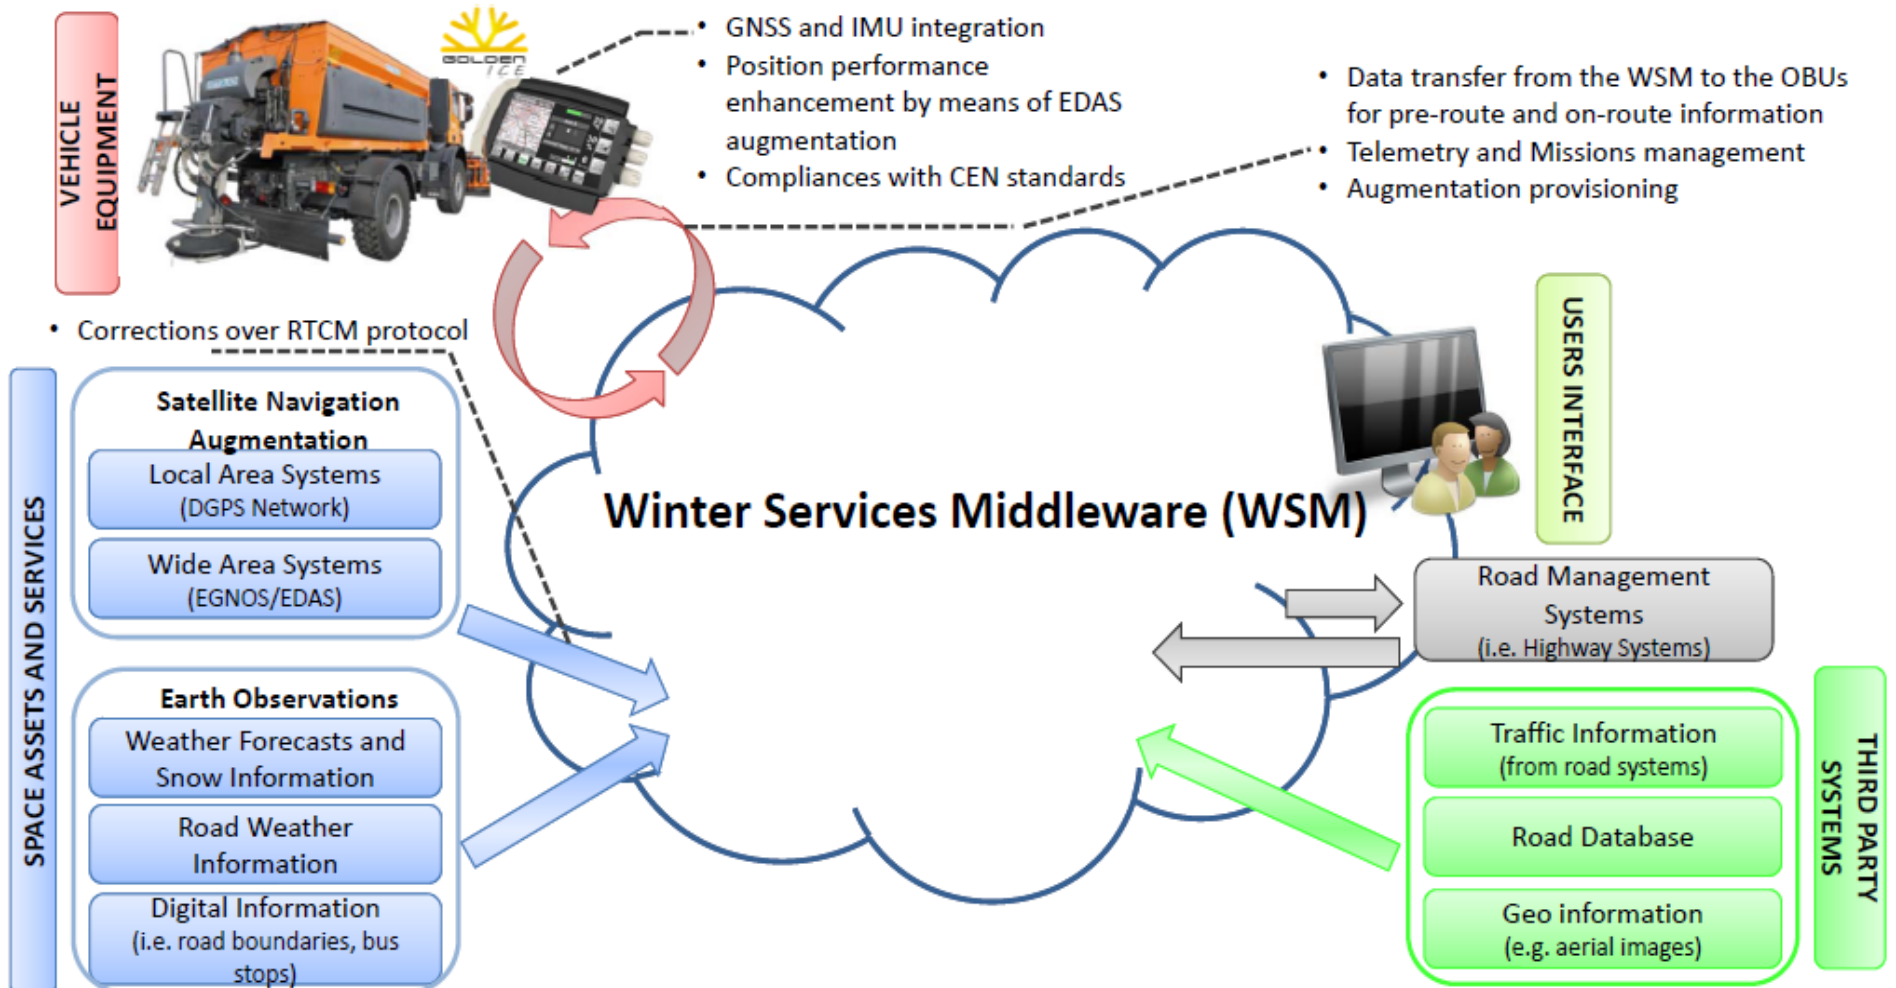 VEHICLE
EQUIPMENT
GOLDEN
ICE
• GNSS and IMU integration
• Position performance
enhancement by means of EDAS
augmentation
• Compliances with CEN standards
• Data transfer from the WSM to the OBUs
for pre-route and on-route information
• Telemetry and Missions management
• Augmentation provisioning
• Corrections over RTCM protocol
SPACE ASSETS AND SERVICES
Satellite Navigation
Augmentation
Local Area Systems
(DGPS Network)
Wide Area Systems
(EGNOS/EDAS)
Earth Observations
Weather Forecasts and
Snow Information
Road Weather
Information
Digital Information
(i.e. road boundaries, bus
stops)
Winter Services Middleware (WSM)
USERS INTERFACE
Road Management
Systems
(i.e. Highway Systems)
Traffic Information
(from road systems)
Road Database
Geo information
(e.g. aerial images)
THIRD PARTY
SYSTEMS